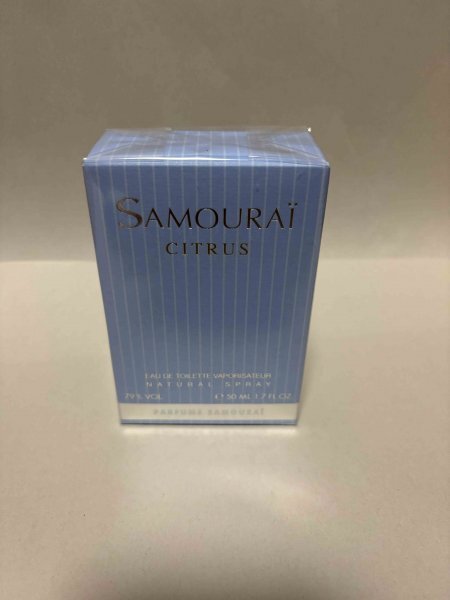 SAMOURAÏ
CITRUS
EAU DE TOILETTE VAPORISATEUR
NATURAL SPRAY
79% VOL. ℮ 50 ML 1.7 FL.OZ
PARFUMS SAMOURAÏ